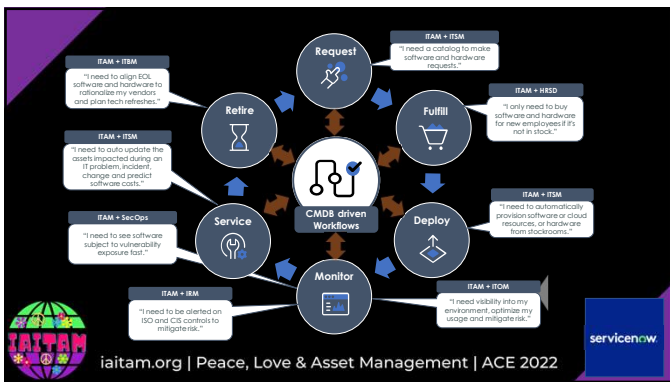 ITAM + ITSM
"I need a catalog to make
software and hardware
requests."
Request
ITAM + ITBM
"I need to align EOL
software and hardware to
rationalize my vendors
and plan tech refreshes."
Retire
Fulfill
ITAM + HRSD
"I only need to buy
software and hardware
for new employees if it's
not in stock."
ITAM + ITSM
"I need to auto update the
assets impacted during an
IT problem, incident,
change and predict
software costs."
CMDB driven
Workflows
ITAM + ITSM
"I need to automatically
provision software or cloud
resources, or hardware
from stockrooms."
Service
Deploy
ITAM + SecOps
"I need to see software
subject to vulnerability
exposure fast."
Monitor
ITAM + IRM
"I need to be alerted on
ISO and CIS controls to
mitigate risk."
ITAM + ITOM
"I need visibility into my
environment, optimize my
usage and mitigate risk."
IAITAM
iaitam.org | Peace, Love & Asset Management | ACE 2022
servicenow.